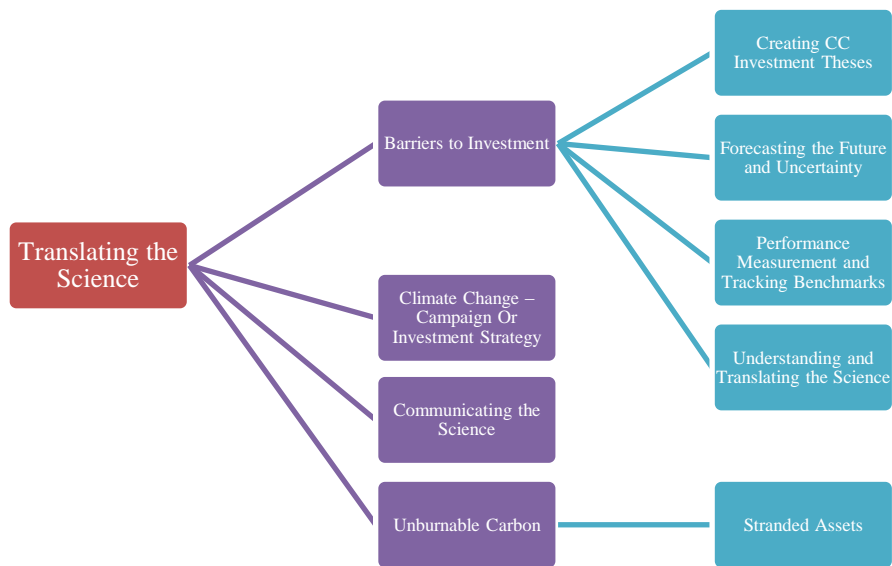 Translating the
Science
Barriers to Investment
Climate Change –
Campaign Or
Investment Strategy
Communicating the
Science
Unburnable Carbon
Creating CC
Investment Theses
Forecasting the Future
and Uncertainty
Performance
Measurement and
Tracking Benchmarks
Understanding and
Translating the Science
Stranded Assets